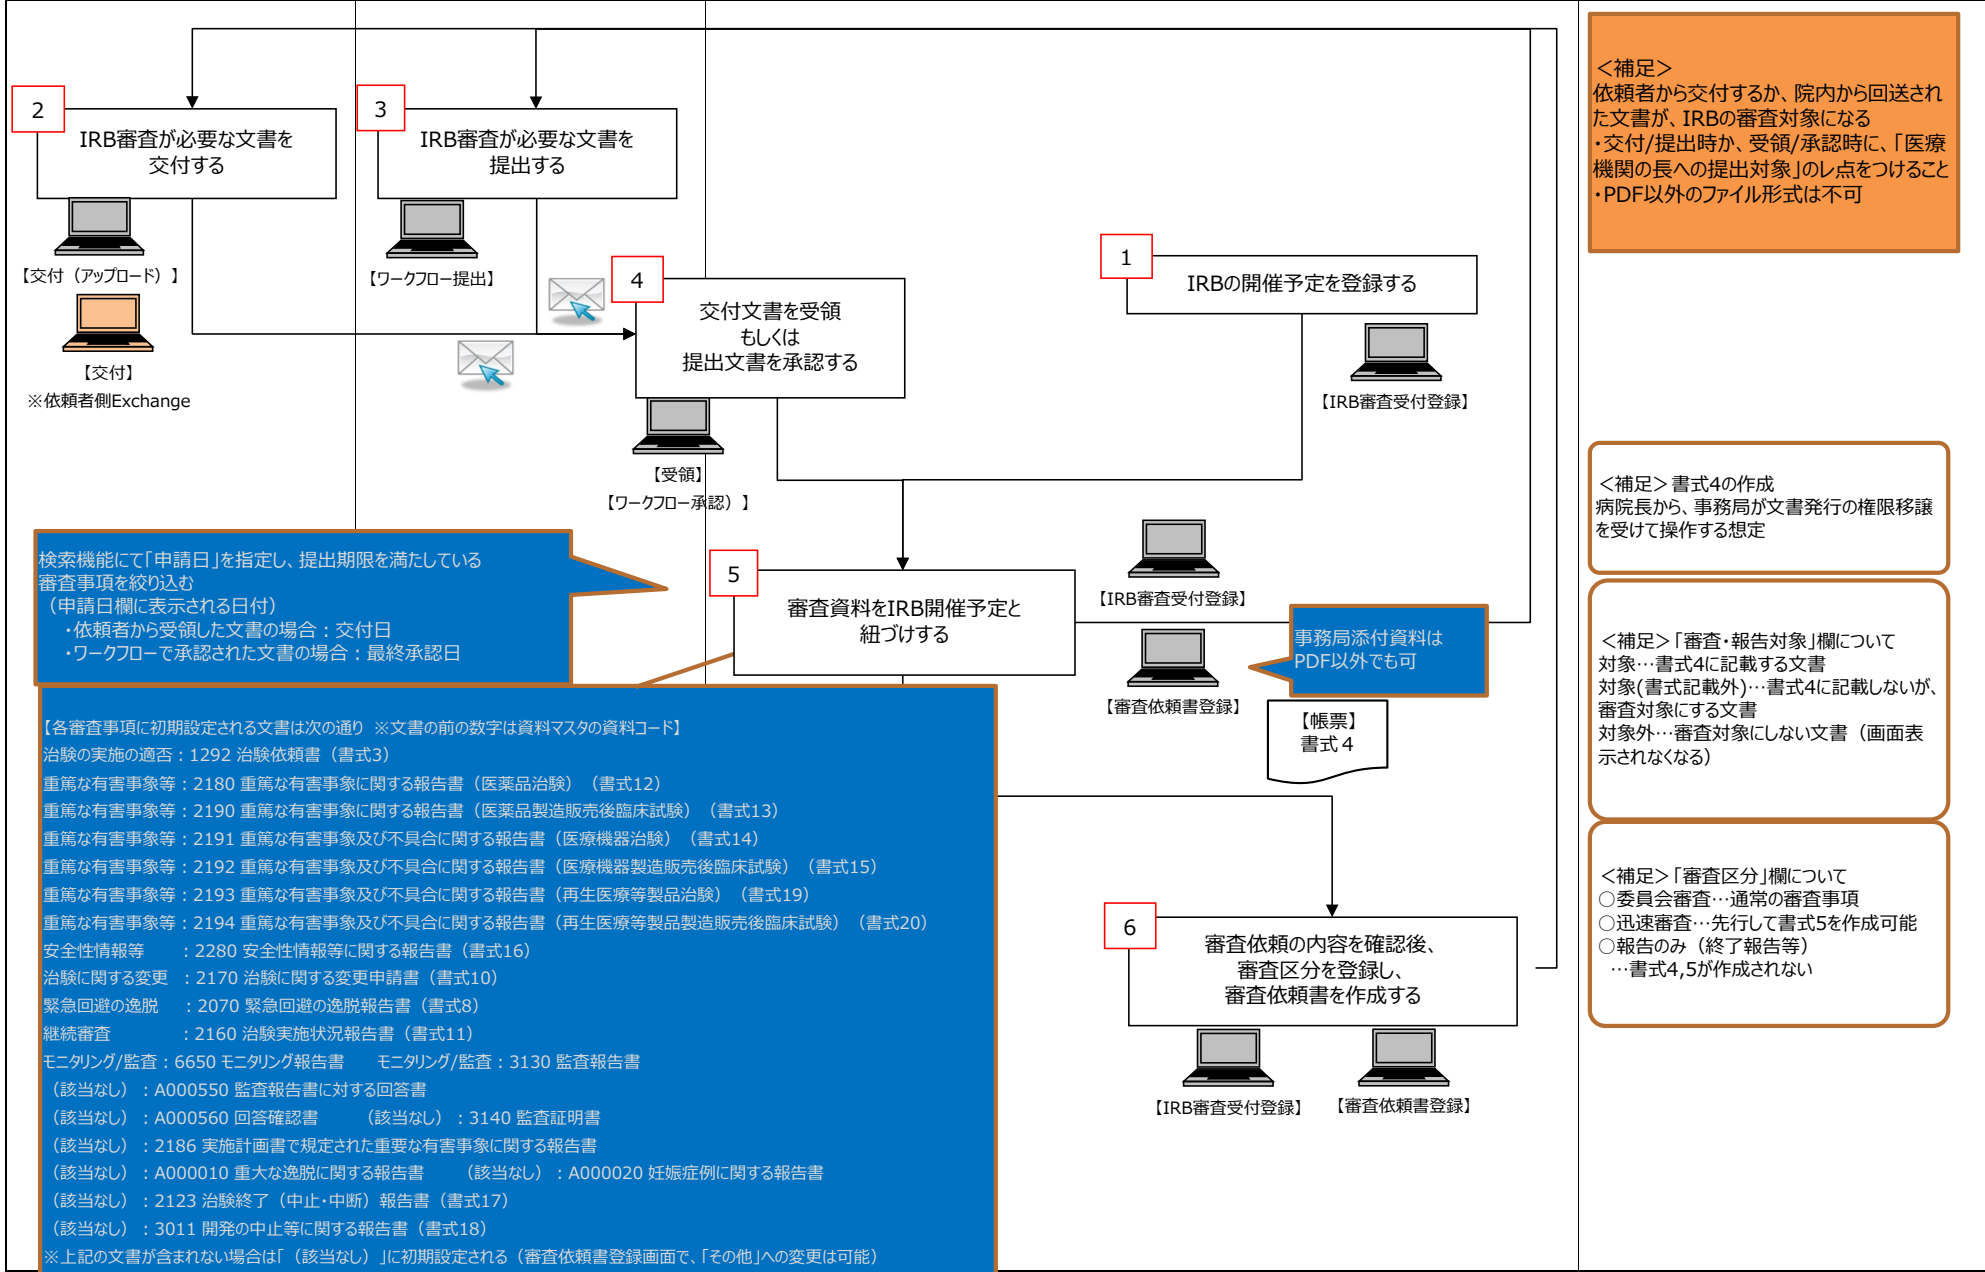 2
IRB審査が必要な文書を
交付する
【交付（アップロード）】
【交付】
※依頼者側Exchange
3
IRB審査が必要な文書を
提出する
【ワークフロー提出】
4
交付文書を受領
もしくは
提出文書を承認する
【受領】
【ワークフロー承認）】
1
IRBの開催予定を登録する
【IRB審査受付登録】
5
審査資料をIRB開催予定と
紐づけする
【IRB審査受付登録】
【審査依頼書登録】
事務局添付資料は
PDF以外でも可
【帳票】
書式４
検索機能にて「申請日」を指定し、提出期限を満たしている
審査事項を絞り込む
（申請日欄に表示される日付）
・依頼者から受領した文書の場合：交付日
・ワークフローで承認された文書の場合：最終承認日
【各審査事項に初期設定される文書は次の通り ※文書の前の数字は資料マスタの資料コード】
治験の実施の適否：1292 治験依頼書（書式3）
重篤な有害事象等：2180 重篤な有害事象に関する報告書（医薬品治験）（書式12）
重篤な有害事象等：2190 重篤な有害事象に関する報告書（医薬品製造販売後臨床試験）（書式13）
重篤な有害事象等：2191 重篤な有害事象及び不具合に関する報告書（医療機器治験）（書式14）
重篤な有害事象等：2192 重篤な有害事象及び不具合に関する報告書（医療機器製造販売後臨床試験）（書式15）
重篤な有害事象等：2193 重篤な有害事象及び不具合に関する報告書（再生医療等製品治験）（書式19）
重篤な有害事象等：2194 重篤な有害事象及び不具合に関する報告書（再生医療等製品製造販売後臨床試験）（書式20）
安全性情報等　　：2280 安全性情報等に関する報告書（書式16）
治験に関する変更　：2170 治験に関する変更申請書（書式10）
緊急回避の逸脱　　：2070 緊急回避の逸脱報告書（書式8）
継続審査　　　　　：2160 治験実施状況報告書（書式11）
モニタリング/監査：6650 モニタリング報告書　　モニタリング/監査：3130 監査報告書
（該当なし）：A000550 監査報告書に対する回答書
（該当なし）：A000560 回答確認書　　（該当なし）：3140 監査証明書
（該当なし）：2186 実施計画書で規定された重要な有害事象に関する報告書
（該当なし）：A000010 重大な逸脱に関する報告書　　（該当なし）：A000020 妊娠症例に関する報告書
（該当なし）：2123 治験終了（中止・中断）報告書（書式17）
（該当なし）：3011 開発の中止等に関する報告書（書式18）
※上記の文書が含まれない場合は「（該当なし）」に初期設定される（審査依頼書登録画面で、「その他」への変更は可能）
6
審査依頼の内容を確認後、
審査区分を登録し、
審査依頼書を作成する
【IRB審査受付登録】
【審査依頼書登録】
＜補足＞
依頼者から交付するか、院内から回送され
た文書が、IRBの審査対象になる
・交付/提出時か、受領/承認時に、「医療
機関の長への提出対象」のレ点をつけること
・PDF以外のファイル形式は不可
＜補足＞書式4の作成
病院長から、事務局が文書発行の権限移譲
を受けて操作する想定
＜補足＞「審査・報告対象」欄について
対象…書式4に記載する文書
対象(書式記載外)…書式4に記載しないが、
審査対象にする文書
対象外…審査対象にしない文書（画面表
示されなくなる）
＜補足＞「審査区分」欄について
○委員会審査…通常の審査事項
○迅速審査…先行して書式5を作成可能
○報告のみ（終了報告等）
…書式4,5が作成されない